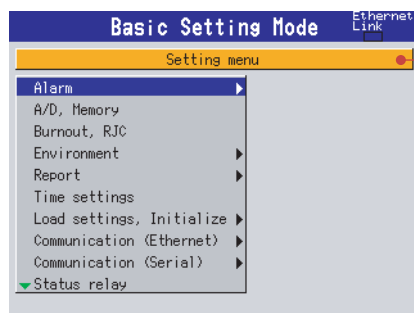 Basic Setting Mode
Ethernet
Link
Setting menu
Alarm
A/D, Memory
Burnout, RJC
Environment
Report
Time settings
Load settings, Initialize
Communication (Ethernet)
Communication (Serial)
Status relay